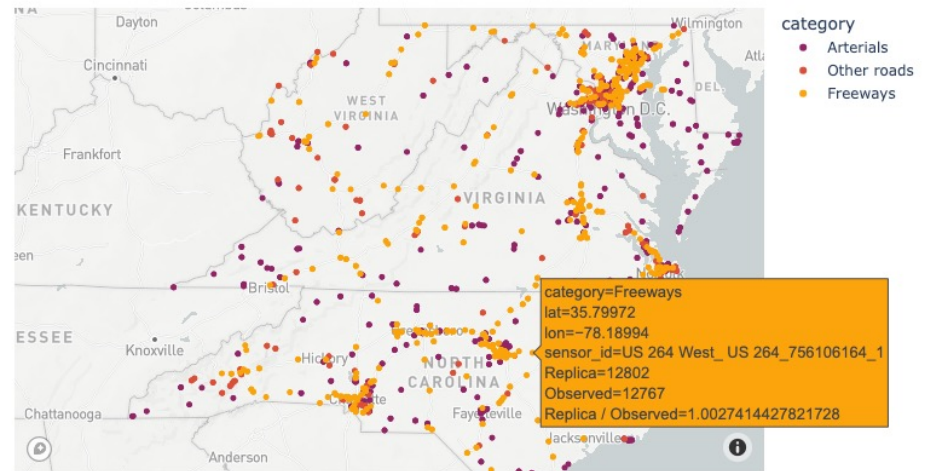 Dayton
Wilmington
category
Arterials
Other roads
Freeways
Cincinnati
WEST
VIRGINIA
DEL.
Washington D.C.
Frankfort
KENTUCKY
VIRGINIA
Bristol
category=Freeways
lat=35.79972
lon=−78.18994
sensor_id=US 264 West_ US 264_756106164_1
Replica=12802
Observed=12767
Replica / Observed=1.0027414427821728
ESSEE
Knoxville
Hickory
NORTH
CAROLINA
Chattanooga
Fayetteville
Jacksonville
Anderson